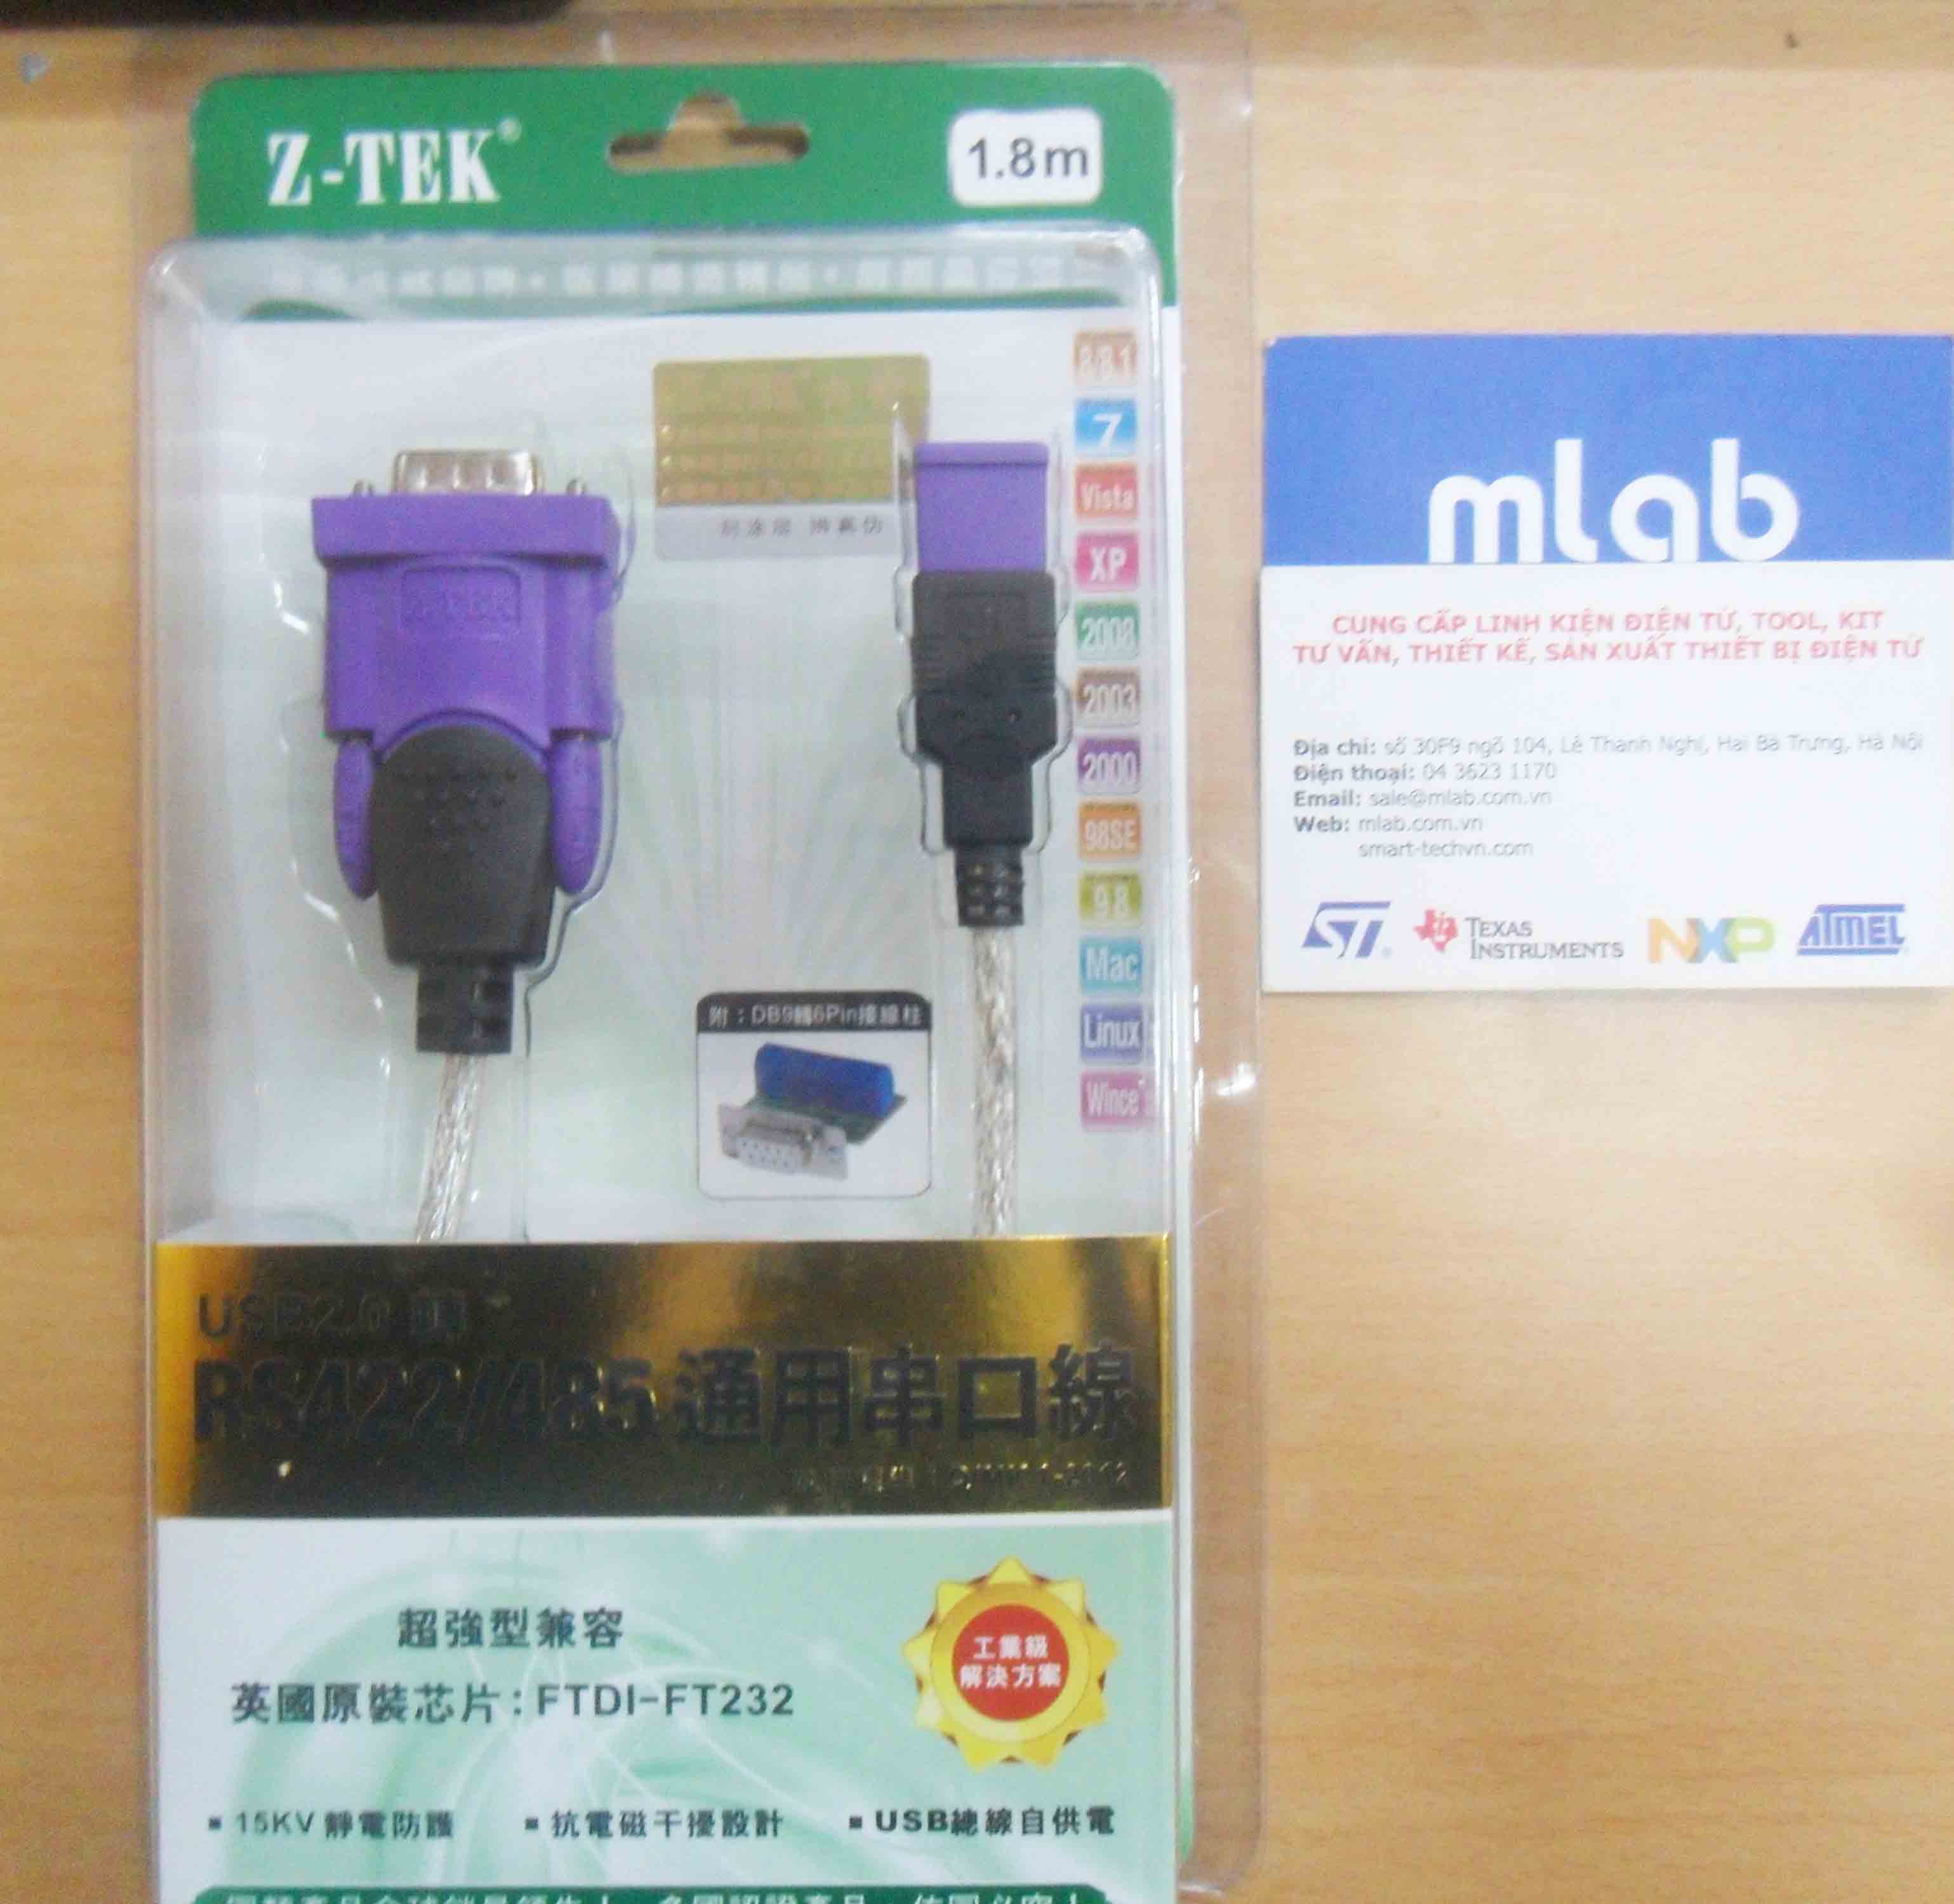 Z-TEK®
1.8m
8/8.1
7
Vista
XP
2008
2003
2000
98SE
98
Mac
Linux
Wince
Z-TEK
附：DB9轉6Pin接線柱
USB2.0 轉
RS422/485 通用串口線
超強型兼容
英國原裝芯片：FTDI-FT232
工業級
解決方案
▪ 15KV 靜電防護 ▪ 抗電磁干擾設計 ▪ USB總線自供電
mlab
CUNG CẤP LINH KIỆN ĐIỆN TỬ, TOOL, KIT
TƯ VẤN, THIẾT KẾ, SẢN XUẤT THIẾT BỊ ĐIỆN TỬ
Địa chỉ: số 30F9 ngõ 104, Lê Thanh Nghị, Hai Bà Trưng, Hà Nội
Điện thoại: 04 3623 1170
Email: sale@mlab.com.vn
Web: mlab.com.vn
smart-techvn.com
ST
TEXAS
INSTRUMENTS
NXP
ATMEL